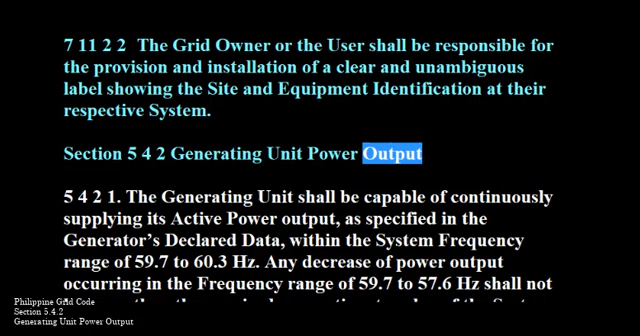 7 11 2 2 The Grid Owner or the User shall be responsible for
the provision and installation of a clear and unambiguous
label showing the Site and Equipment Identification at their
respective System.
Section 5 4 2 Generating Unit Power Output
5 4 2 1. The Generating Unit shall be capable of continuously
supplying its Active Power output, as specified in the
Generator's Declared Data, within the System Frequency
range of 59.7 to 60.3 Hz. Any decrease of power output
occurring in the Frequency range of 59.7 to 57.6 Hz shall not
Philippine Grid Code
Section 5.4.2
Generating Unit Power Output